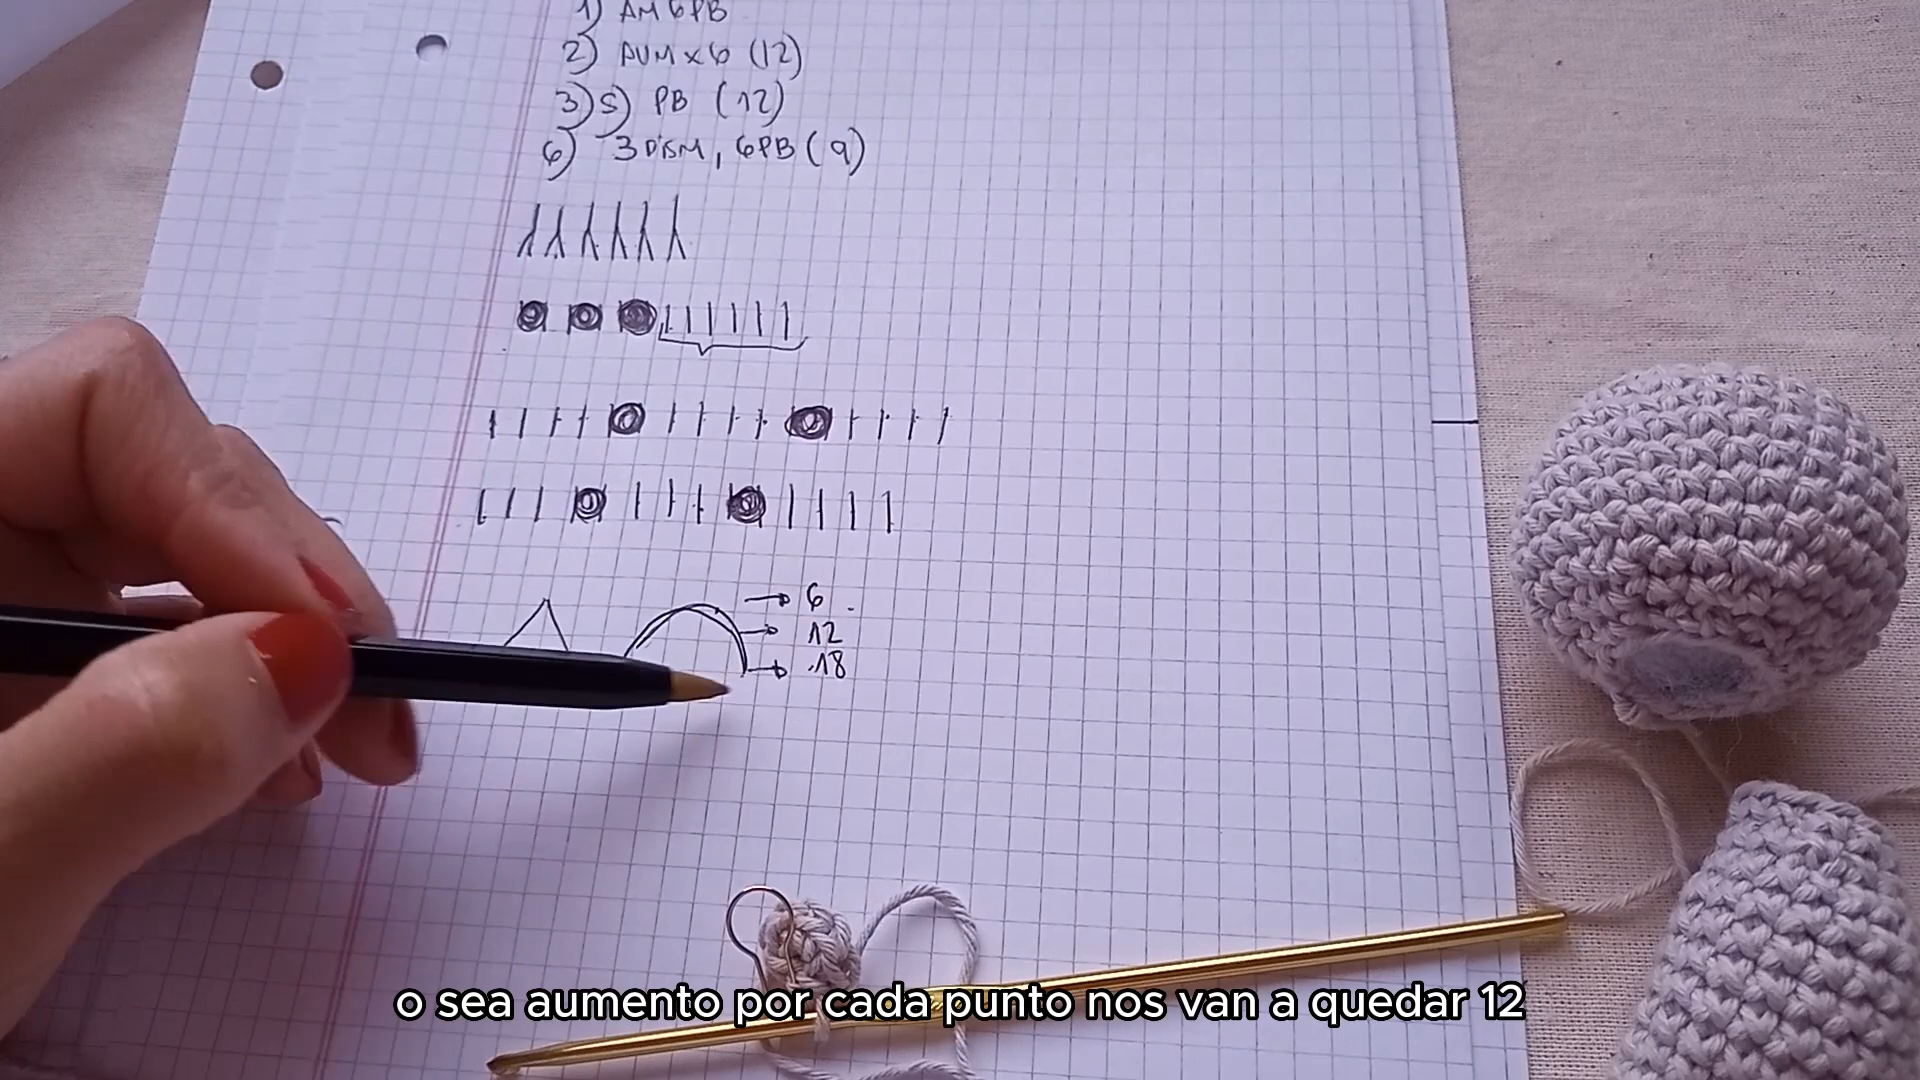 1) AM 6PB
2) AUM x 6 (12)
3)5) PB (12)
6) 3 DISM, 6PB (9)
→ 6
→ 12
→ 18
o sea aumento por cada punto nos van a quedar 12